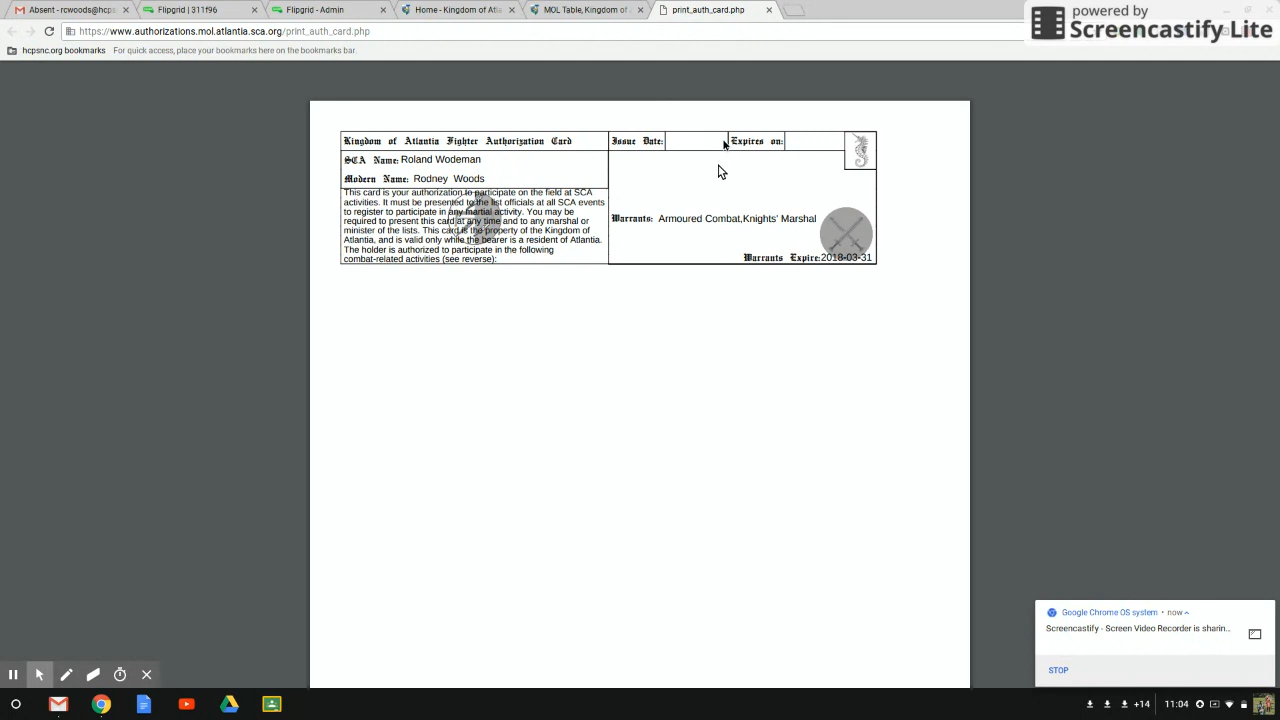 Absent - rcwoods@hcps
Flipgrid | 311f96
Flipgrid - Admin
Home - Kingdom of Atla
MOL Table, Kingdom of
print_auth_card.php
powered by
Screencastify Lite
https://www.authorizations.mol.atlantia.sca.org/print_auth_card.php
hcpsnc.org bookmarks
For quick access, place your bookmarks here on the bookmarks bar.
Kingdom of Atlantia Fighter Authorization Card
SCA Name: Roland Wodeman
Modern Name: Rodney Woods
This card is your authorization to participate on the field at SCA
activities. It must be presented to the list officials at all SCA events
to register to participate in any martial activity. You may be
required to present this card at any time and to any marshal or
minister of the lists. This card is the property of the Kingdom of
Atlantia, and is valid only while the bearer is a resident of Atlantia.
The holder is authorized to participate in the following
combat-related activities (see reverse):
Issue Date:
Expires on:
Warrants: Armoured Combat,Knights' Marshal
Warrants Expire:2018-03-31
Google Chrome OS system • now
Screencastify - Screen Video Recorder is sharin...
STOP
+14
11:04